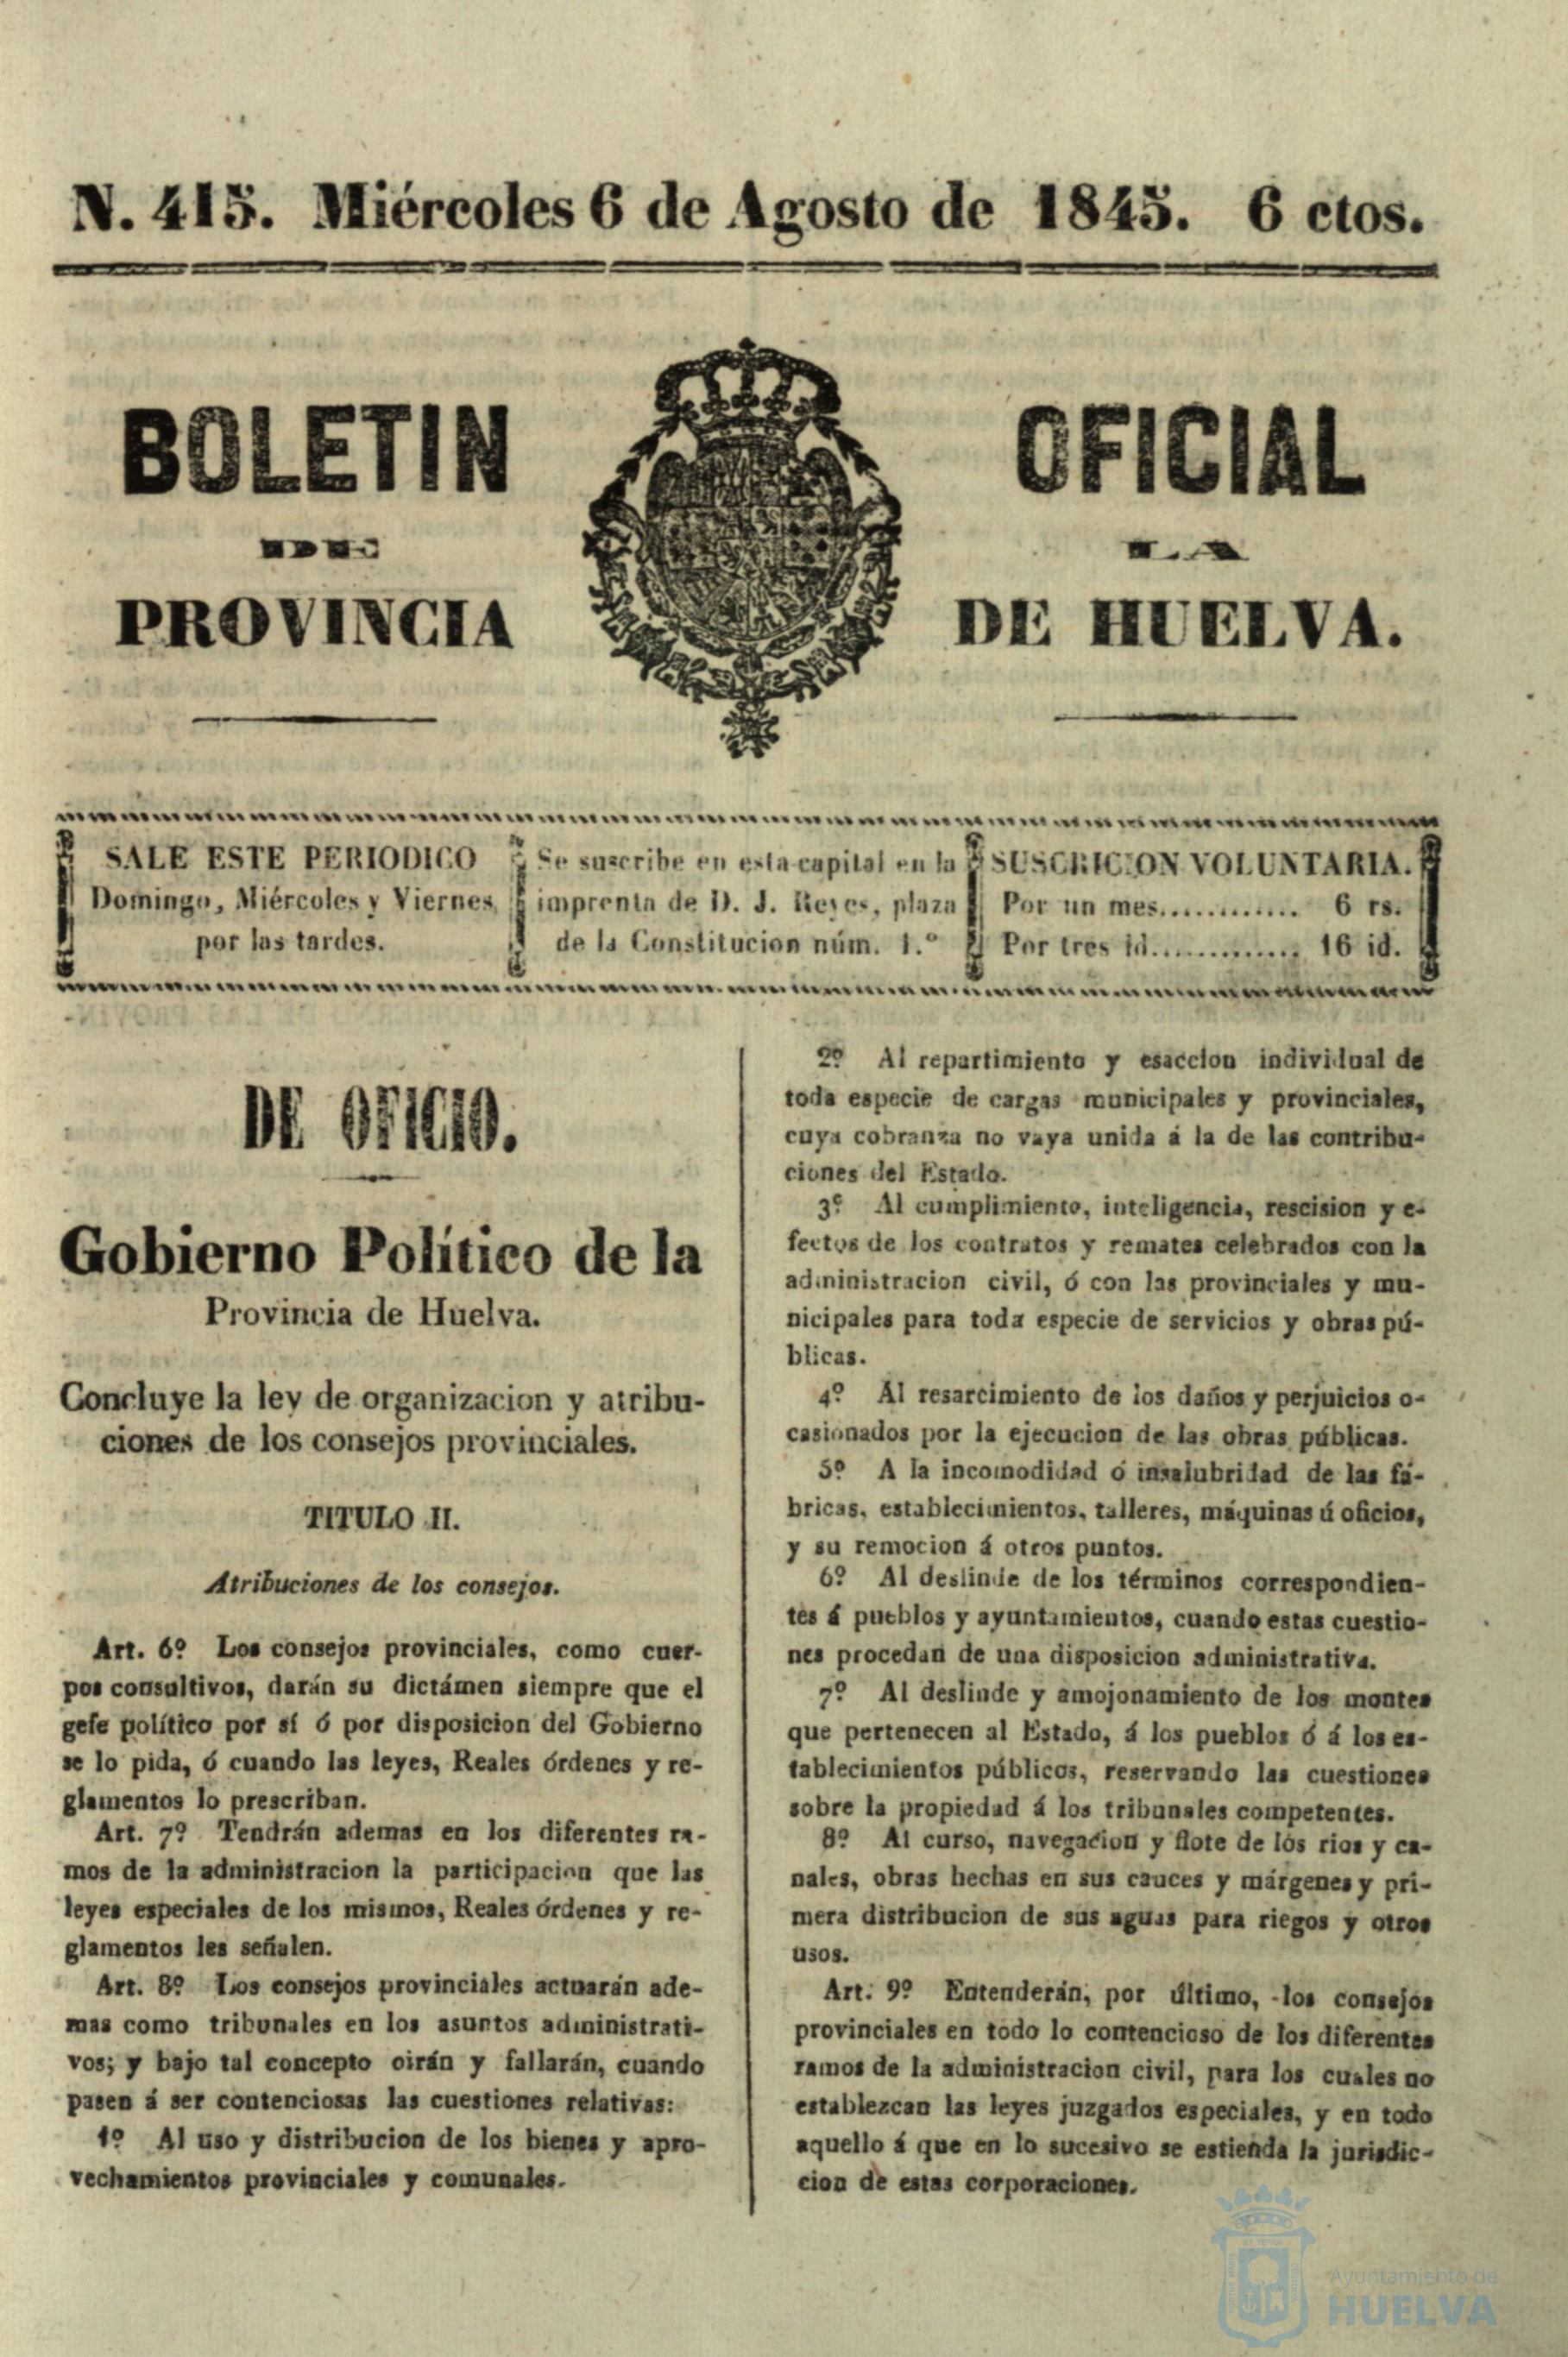 N. 415. Miércoles 6 de Agosto de 1845. 6 ctos.
BOLETIN OFICIAL
DE LA
PROVINCIA DE HUELVA.
SALE ESTE PERIODICO
Domingo, Miércoles y Viernes
por las tardes.
Se suscribe en esta capital en la
imprenta de D. J. Reyes, plaza
de la Constitucion núm. 1.º
SUSCRICION VOLUNTARIA.
Por un mes............ 6 rs.
Por tres id............. 16 id.
DE OFICIO.
Gobierno Político de la
Provincia de Huelva.
Concluye la ley de organizacion y atribu-
ciones de los consejos provinciales.
TITULO II.
Atribuciones de los consejos.
Art. 6º Los consejos provinciales, como cuer-
pos consultivos, darán su dictámen siempre que el
gefe político por sí ó por disposicion del Gobierno
se lo pida, ó cuando las leyes, Reales órdenes y re-
glamentos lo prescriban.
Art. 7º Tendrán ademas en los diferentes ra-
mos de la administracion la participacion que las
leyes especiales de los mismos, Reales órdenes y re-
glamentos les señalen.
Art. 8º Los consejos provinciales actuarán ade-
mas como tribunales en los asuntos administrati-
vos; y bajo tal concepto oirán y fallarán, cuando
pasen á ser contenciosas las cuestiones relativas:
1º Al uso y distribucion de los bienes y apro-
vechamientos provinciales y comunales.
2º Al repartimiento y esaccion individual de
toda especie de cargas municipales y provinciales,
cuya cobranza no vaya unida á la de las contribu-
ciones del Estado.
3º Al cumplimiento, inteligencia, rescision y e-
fectos de los contratos y remates celebrados con la
administracion civil, ó con las provinciales y mu-
nicipales para toda especie de servicios y obras pú-
blicas.
4º Al resarcimiento de los daños y perjuicios o-
casionados por la ejecucion de las obras públicas.
5º A la incomodidad ó insalubridad de las fá-
bricas, establecimientos, talleres, máquinas ú oficios,
y su remocion á otros puntos.
6º Al deslinde de los términos correspondien-
tes á pueblos y ayuntamientos, cuando estas cuestio-
nes procedan de una disposicion administrativa.
7º Al deslinde y amojonamiento de los montes
que pertenecen al Estado, á los pueblos ó á los es-
tablecimientos públicos, reservando las cuestiones
sobre la propiedad á los tribunales competentes.
8º Al curso, navegacion y flote de los rios y ca-
nales, obras hechas en sus cauces y márgenes y pri-
mera distribucion de sus aguas para riegos y otros
usos.
Art. 9º Entenderán, por último, los consejos
provinciales en todo lo contencioso de los diferentes
ramos de la administracion civil, para los cuales no
establezcan las leyes juzgados especiales, y en todo
aquello á que en lo sucesivo se estienda la jurisdic-
cion de estas corporaciones.
Ayuntamiento de
HUELVA